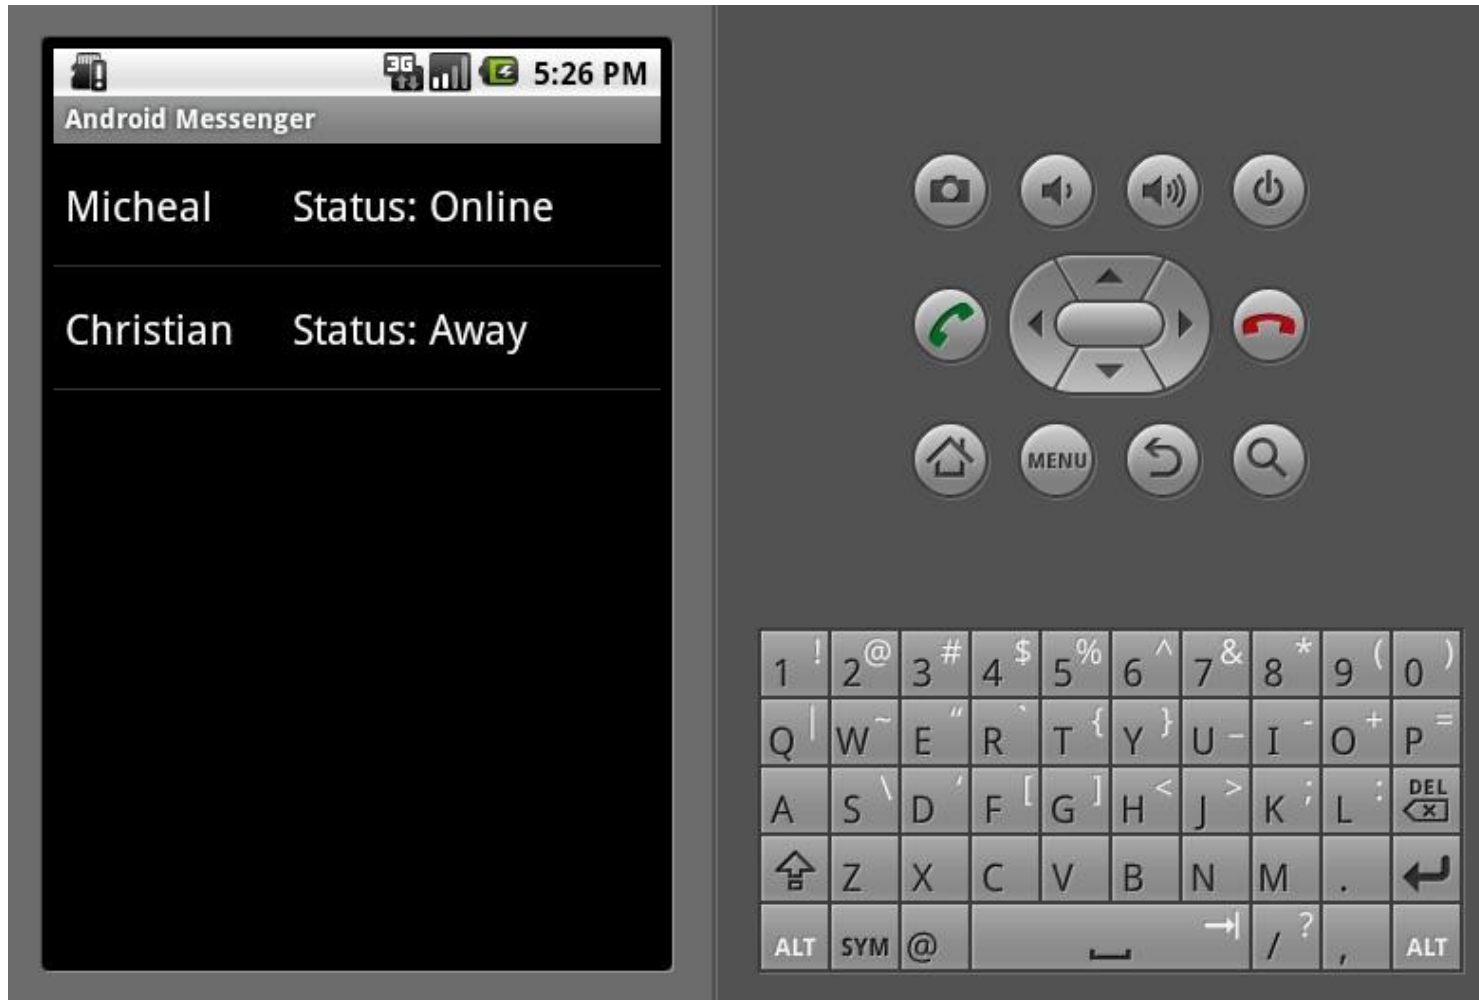 3G 5:26 PM
Android Messenger
Micheal Status: Online
Christian Status: Away
MENU
1 ! 2 @ 3 # 4 $ 5 % 6 ^ 7 & 8 * 9 ( 0 )
Q | W ~ E " R ` T { Y } U _ I - O + P =
A S \ D ' F [ G ] H < J > K ; L : DEL
Z X C V B N M .
ALT SYM @ / ? , ALT